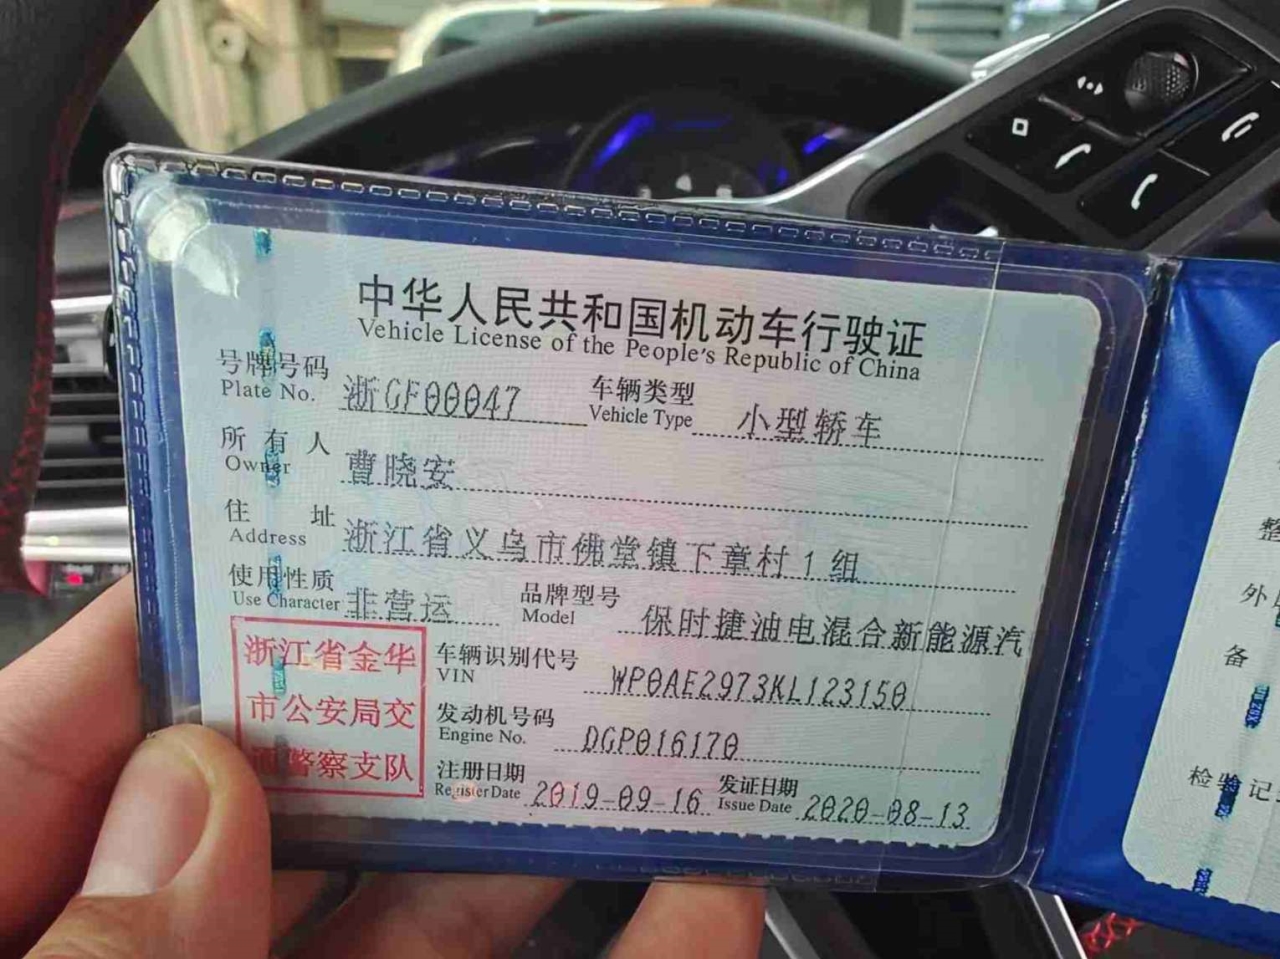 中华人民共和国机动车行驶证
Vehicle License of the People's Republic of China
号牌号码 浙GF00047 车辆类型 小型轿车
Plate No. Vehicle Type
所有人 曹晓安
Owner
住址 浙江省义乌市佛堂镇下章村1组
Address
使用性质 非营运 品牌型号 保时捷油电混合新能源汽
Use Character Model
浙江省金华
市公安局交
警察支队
车辆识别代号 WP0AE2973KL123150
VIN
发动机号码 DGP016170
Engine No.
注册日期 2019-09-16 发证日期 2020-08-13
Register Date Issue Date
整
外
备
检验记